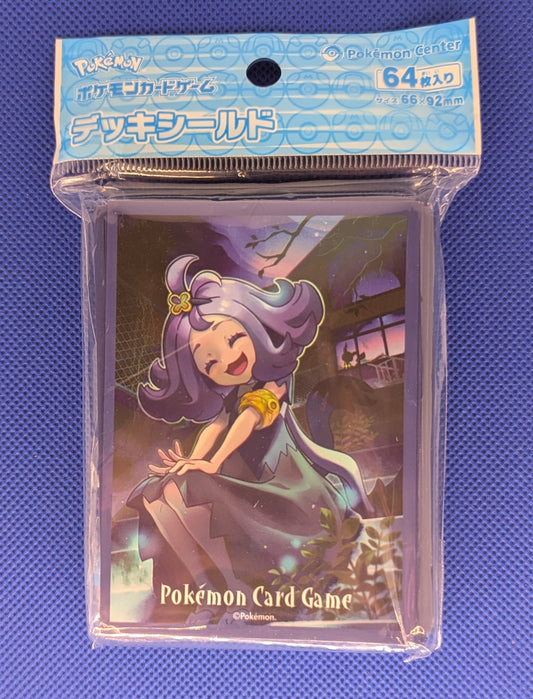 POKÉMON
ポケモンカードゲーム
デッキシールド
Pokémon Center
64枚入り
サイズ 66×92mm
Pokémon Card Game
©Pokémon.